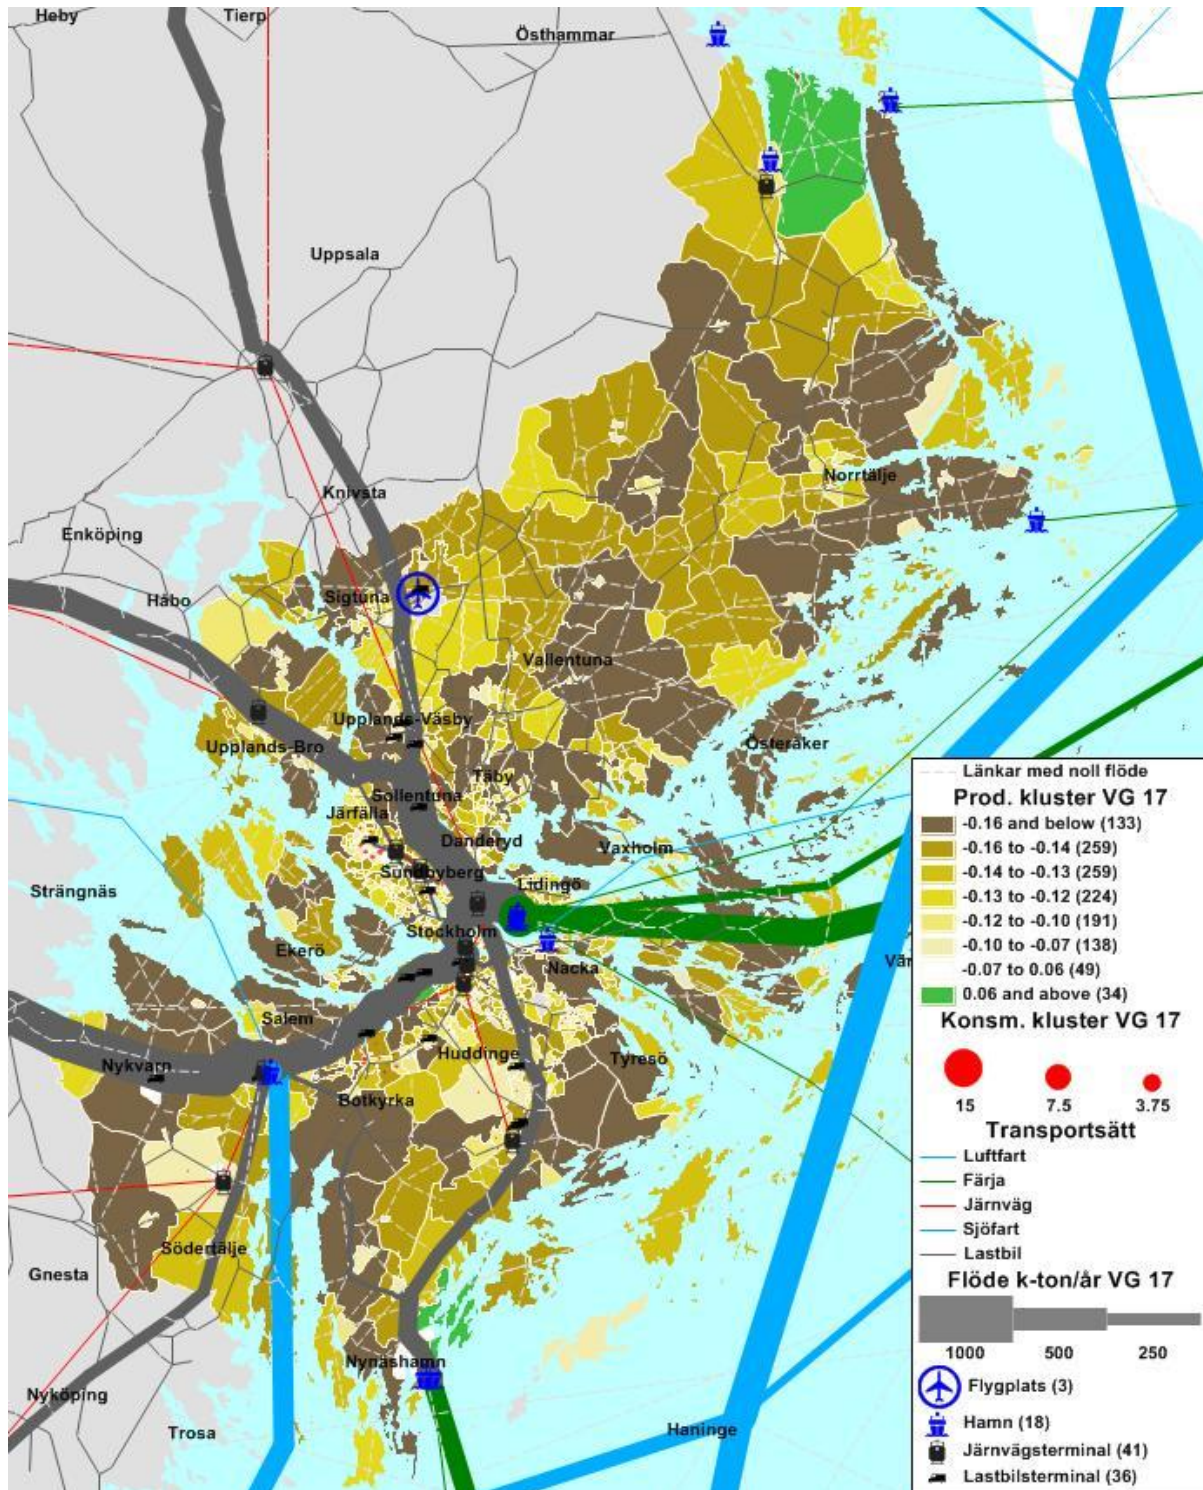 Heby
Tierp
Östhammar
Uppsala
Knivsta
Norrtälje
Enköping
Håbo
Sigtuna
Vallentuna
Upplands-Väsby
Upplands-Bro
Österåker
Täby
Sollentuna
Järfälla
Danderyd
Vaxholm
Sundbyberg
Strängnäs
Lidingö
Stockholm
Ekerö
Nacka
Vär
Salem
Nykvarn
Huddinge
Tyresö
Botkyrka
Södertälje
Gnesta
Nynäshamn
Nyköping
Trosa
Haninge
Länkar med noll flöde
Prod. kluster VG 17
-0.16 and below (133)
-0.16 to -0.14 (259)
-0.14 to -0.13 (259)
-0.13 to -0.12 (224)
-0.12 to -0.10 (191)
-0.10 to -0.07 (138)
-0.07 to 0.06 (49)
0.06 and above (34)
Konsm. kluster VG 17
15 7.5 3.75
Transportsätt
Luftfart
Färja
Järnväg
Sjöfart
Lastbil
Flöde k-ton/år VG 17
1000 500 250
Flygplats (3)
Hamn (18)
Järnvägsterminal (41)
Lastbilsterminal (36)